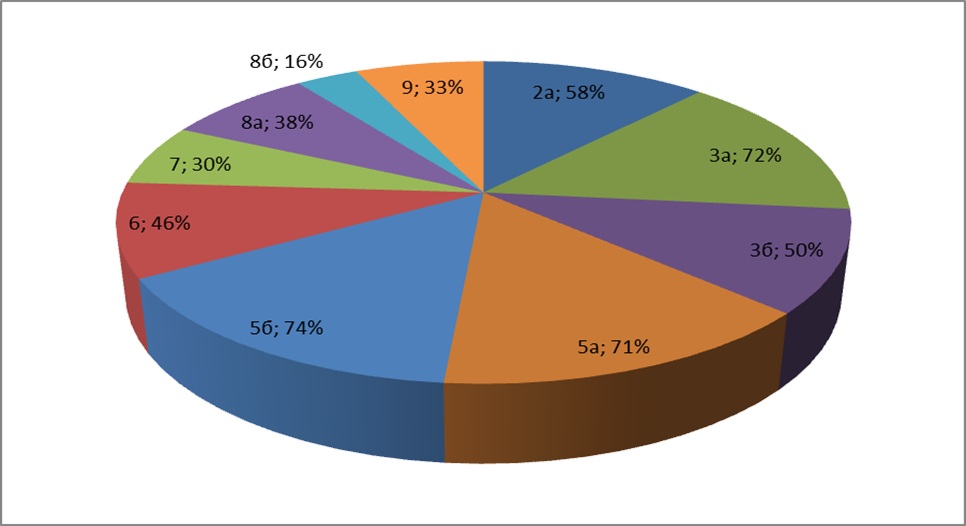 8б; 16%
9; 33%
2а; 58%
8а; 38%
3а; 72%
7; 30%
6; 46%
3б; 50%
5б; 74%
5а; 71%